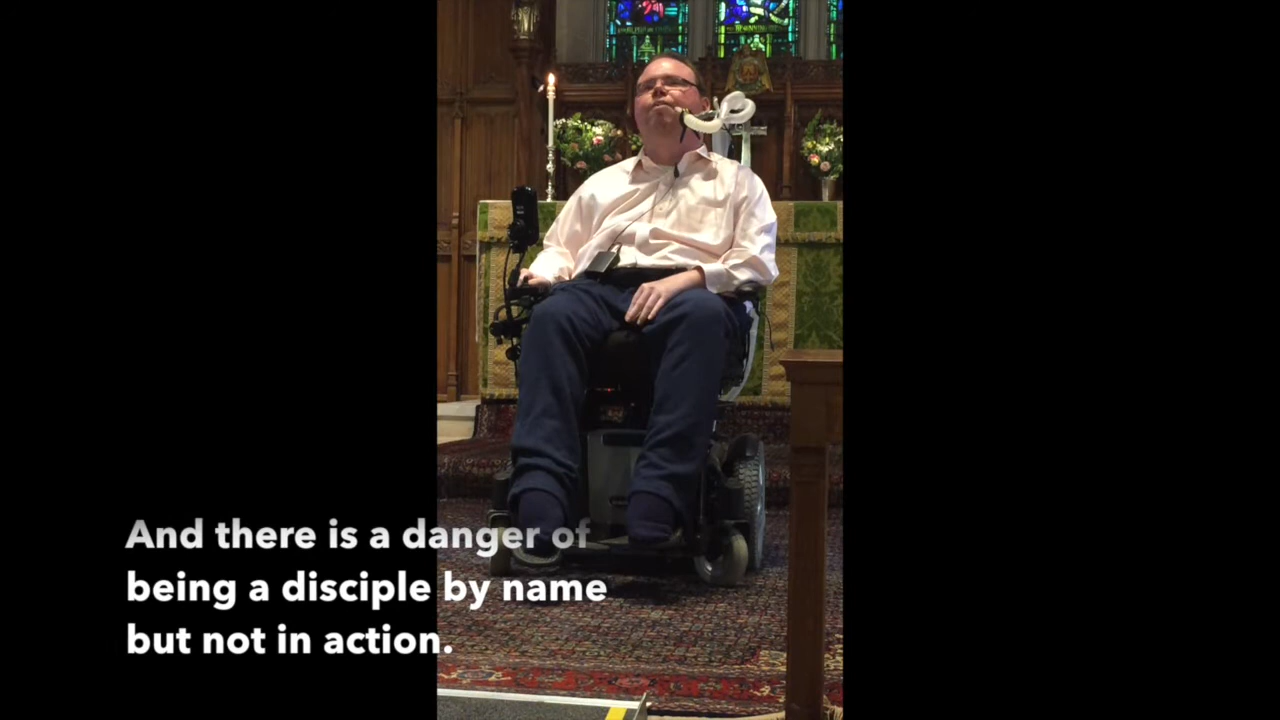 And there is a danger of
being a disciple by name
but not in action.